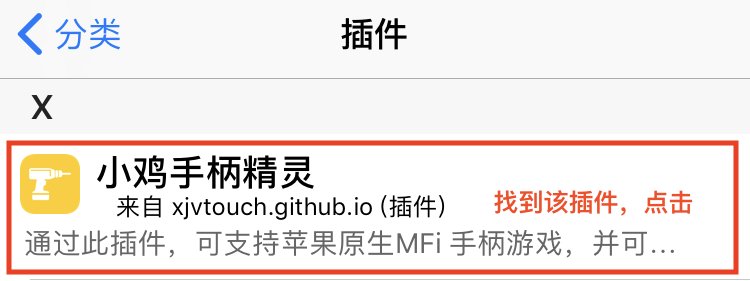 分类
插件
X
小鸡手柄精灵
来自 xjvtouch.github.io (插件)
找到该插件，点击
通过此插件，可支持苹果原生MFi 手柄游戏，并可...